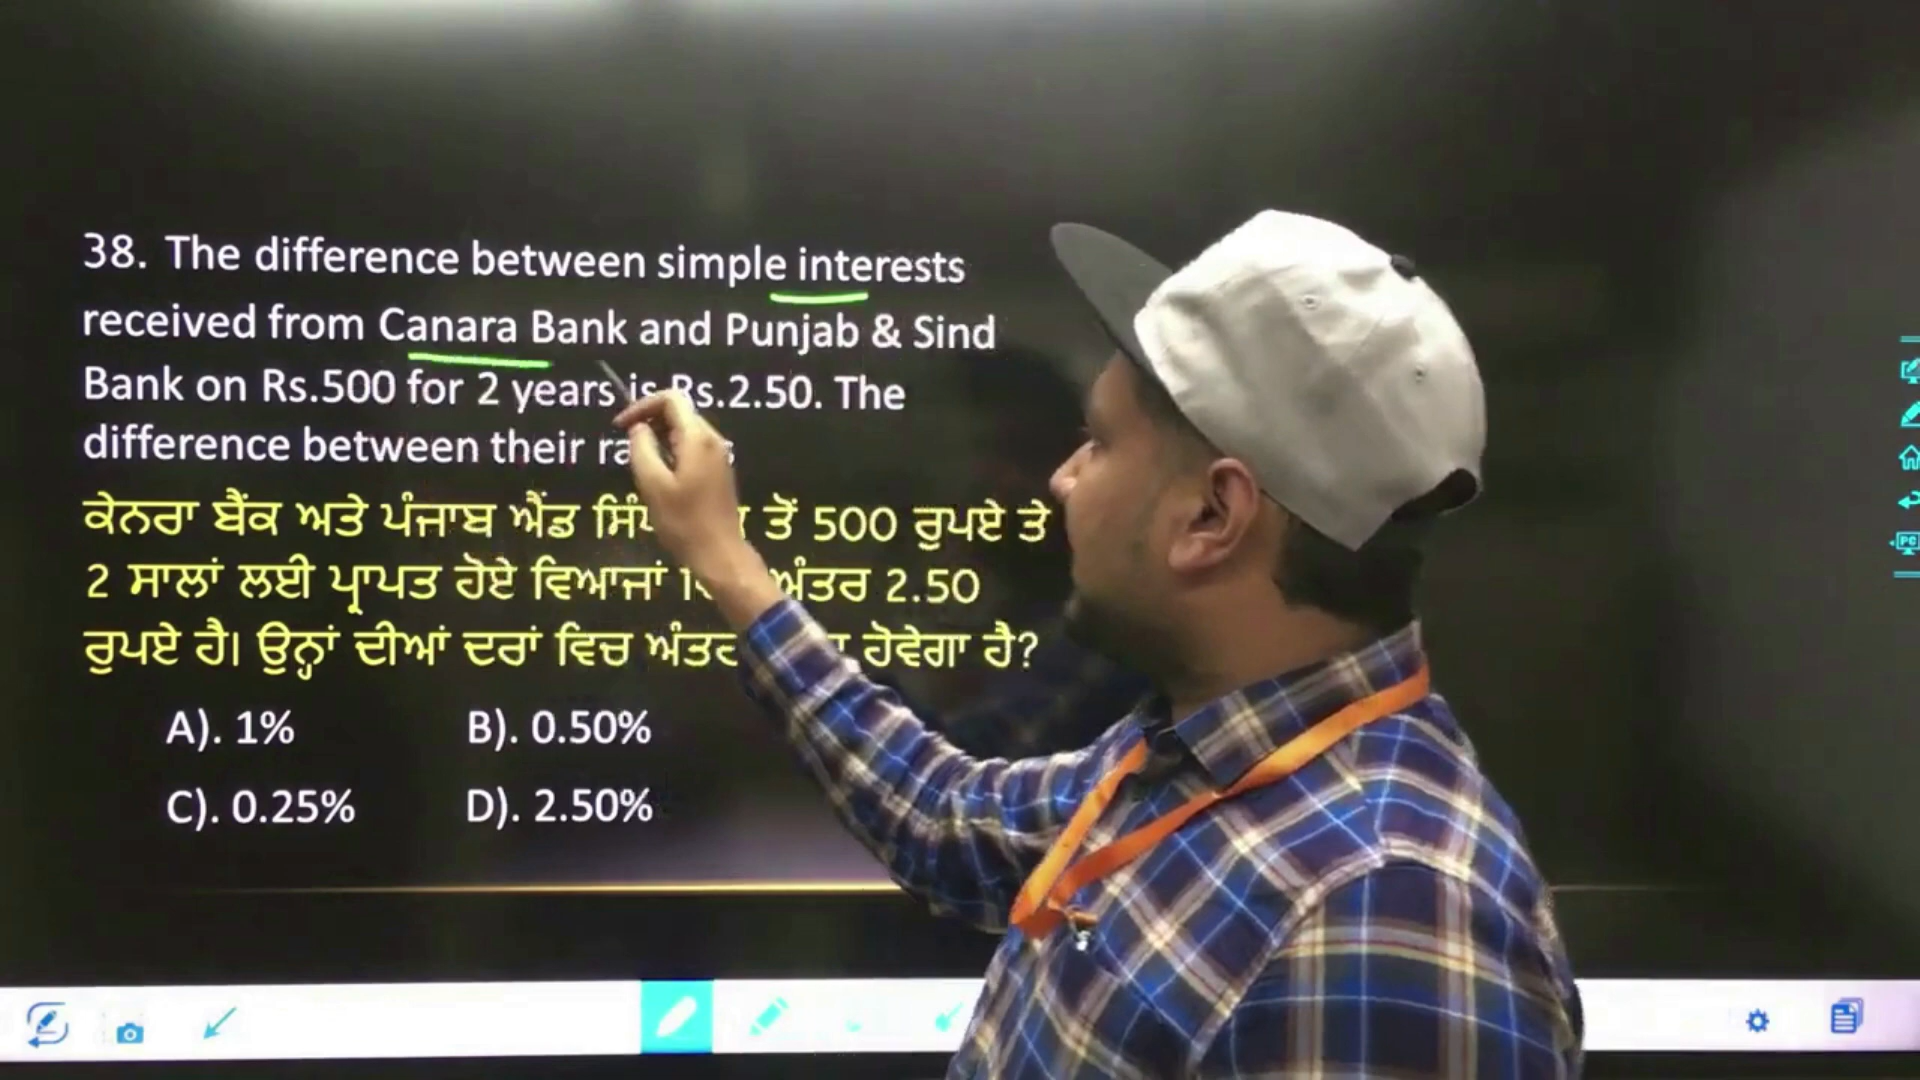 38. The difference between simple interests
received from Canara Bank and Punjab & Sind
Bank on Rs.500 for 2 years is Rs.2.50. The
difference between their
ਕੇਨਰਾ ਬੈਂਕ ਅਤੇ ਪੰਜਾਬ ਐਂਡ ਤੋਂ 500 ਰੁਪਏ ਤੇ
2 ਸਾਲਾਂ ਲਈ ਪ੍ਰਾਪਤ ਹੋਏ ਵਿਆਜਾਂ ਅੰਤਰ 2.50
ਰੁਪਏ ਹੈ। ਉਨ੍ਹਾਂ ਦੀਆਂ ਦਰਾਂ ਵਿਚ ਅੰਤਰ ਹੋਵੇਗਾ ਹੈ?
A). 1% B). 0.50%
C). 0.25% D). 2.50%
PC